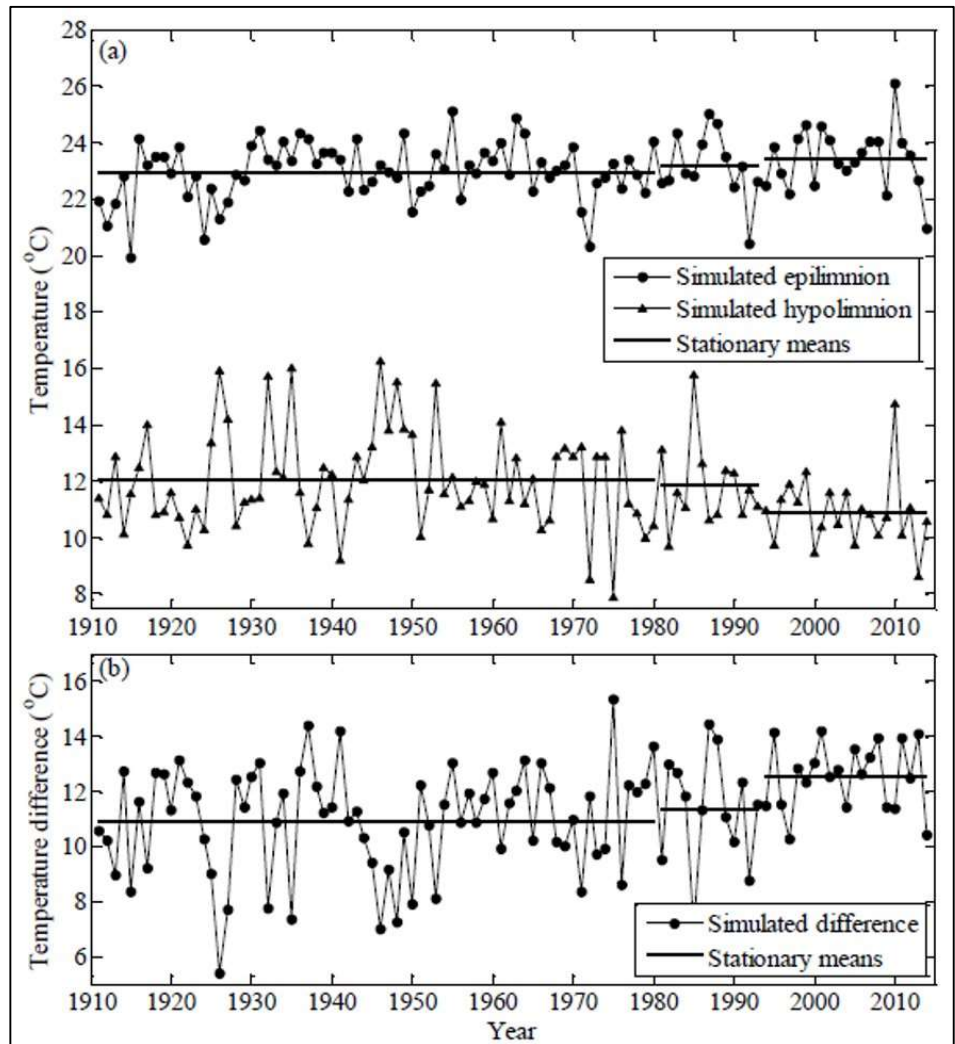 (a)
28
26
24
22
20
18
16
14
12
10
8
Temperature (°C)
Simulated epilimnion
Simulated hypolimnion
Stationary means
1910 1920 1930 1940 1950 1960 1970 1980 1990 2000 2010
(b)
16
14
12
10
8
6
Temperature difference (°C)
Simulated difference
Stationary means
1910 1920 1930 1940 1950 1960 1970 1980 1990 2000 2010
Year